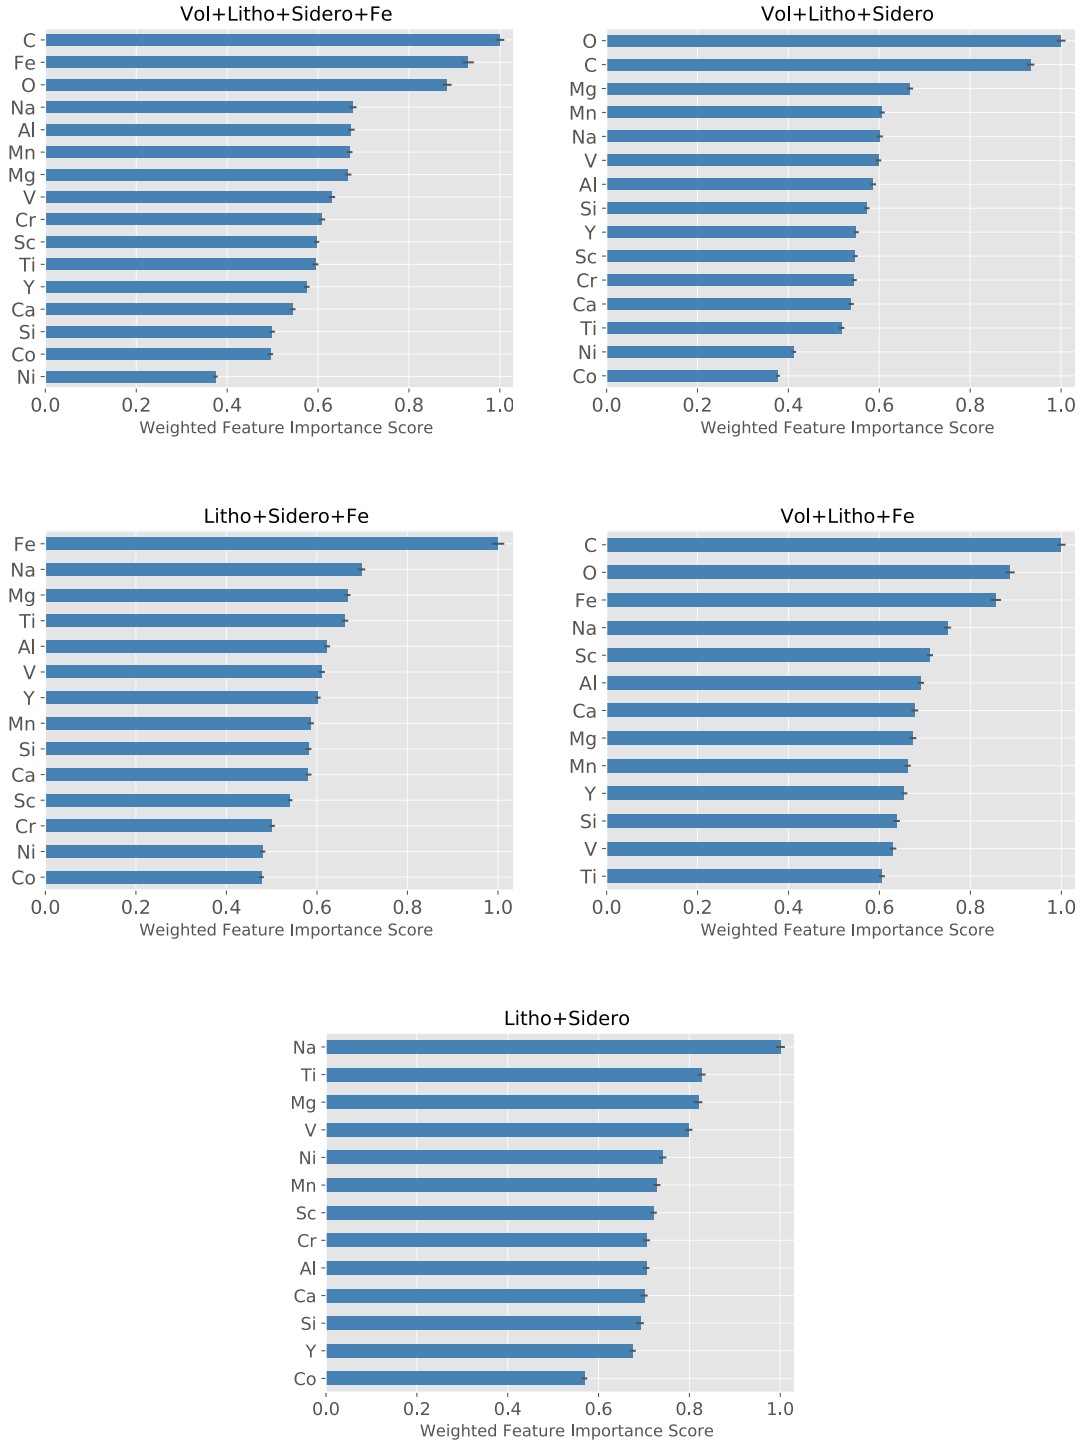 Vol+Litho+Sidero+Fe
C
Fe
O
Na
Al
Mn
Mg
V
Cr
Sc
Ti
Y
Ca
Si
Co
Ni
0.0 0.2 0.4 0.6 0.8 1.0
Weighted Feature Importance Score
Vol+Litho+Sidero
O
C
Mg
Mn
Na
V
Al
Si
Y
Sc
Cr
Ca
Ti
Ni
Co
0.0 0.2 0.4 0.6 0.8 1.0
Weighted Feature Importance Score
Litho+Sidero+Fe
Fe
Na
Mg
Ti
Al
V
Y
Mn
Si
Ca
Sc
Cr
Ni
Co
0.0 0.2 0.4 0.6 0.8 1.0
Weighted Feature Importance Score
Vol+Litho+Fe
C
O
Fe
Na
Sc
Al
Ca
Mg
Mn
Y
Si
V
Ti
0.0 0.2 0.4 0.6 0.8 1.0
Weighted Feature Importance Score
Litho+Sidero
Na
Ti
Mg
V
Ni
Mn
Sc
Cr
Al
Ca
Si
Y
Co
0.0 0.2 0.4 0.6 0.8 1.0
Weighted Feature Importance Score